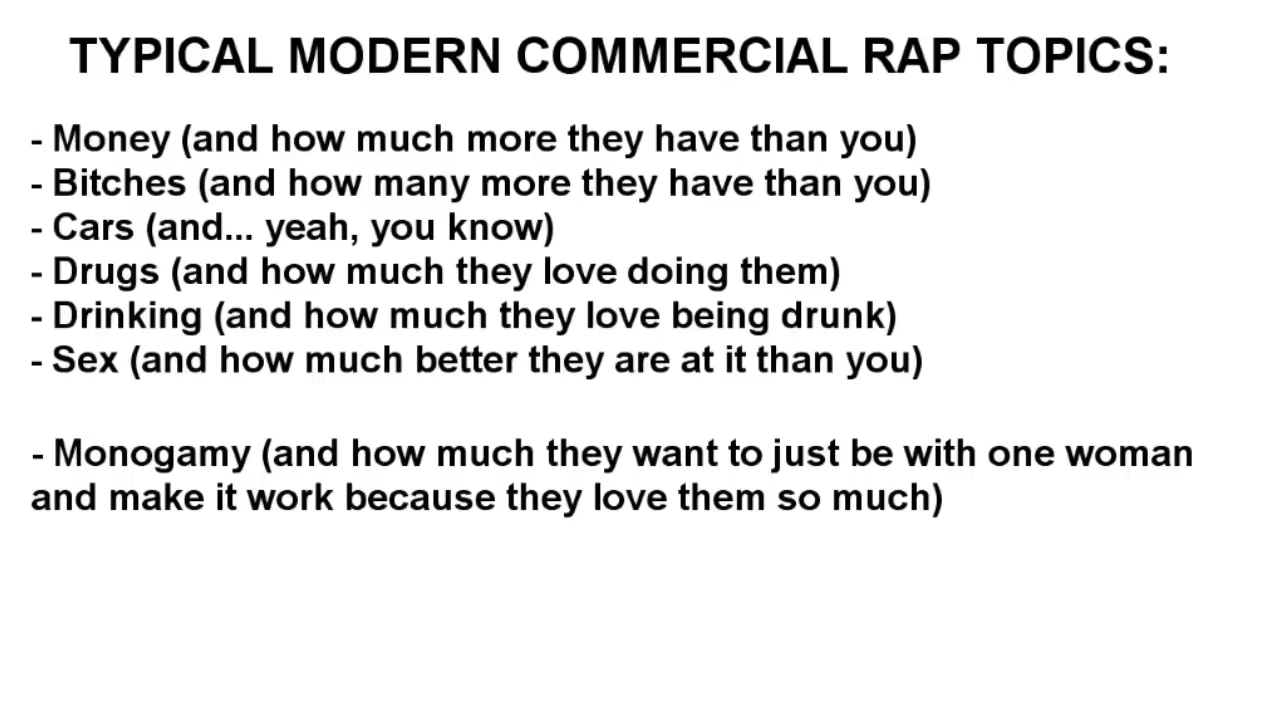 TYPICAL MODERN COMMERCIAL RAP TOPICS:
- Money (and how much more they have than you)
- Bitches (and how many more they have than you)
- Cars (and... yeah, you know)
- Drugs (and how much they love doing them)
- Drinking (and how much they love being drunk)
- Sex (and how much better they are at it than you)
- Monogamy (and how much they want to just be with one woman
and make it work because they love them so much)